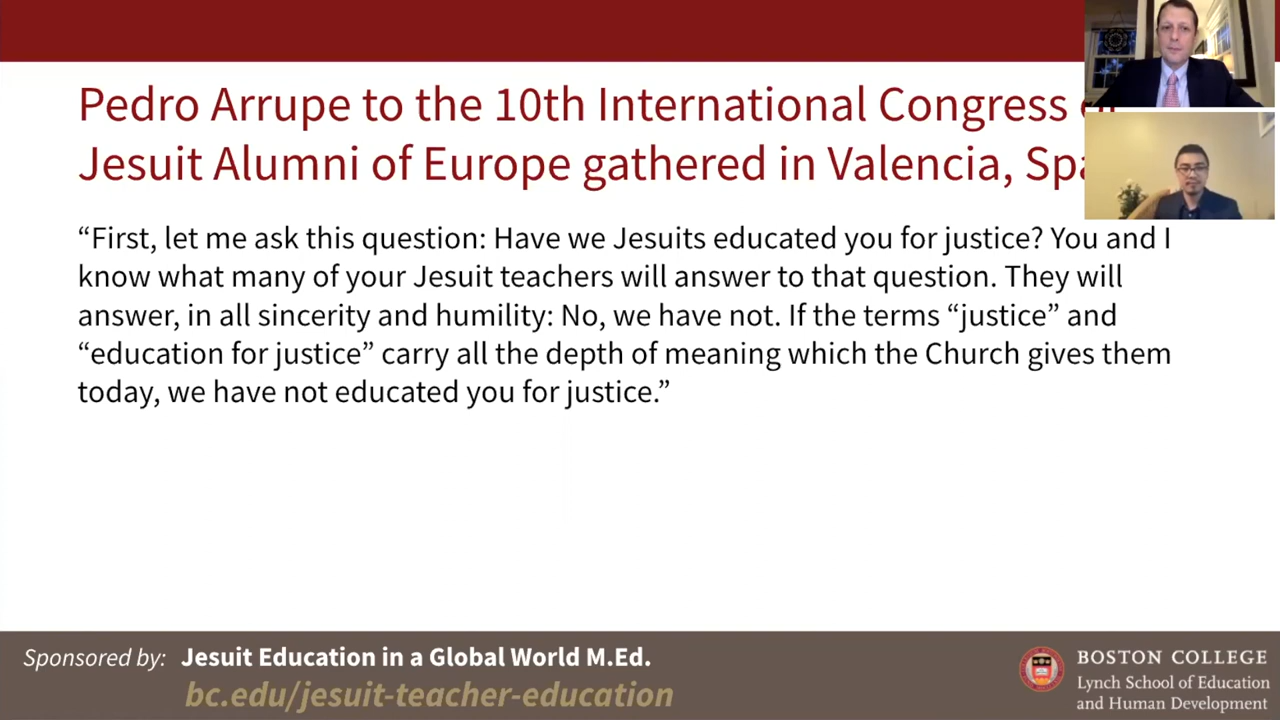 Pedro Arrupe to the 10th International Congress
Jesuit Alumni of Europe gathered in Valencia,
“First, let me ask this question: Have we Jesuits educated you for justice? You and I
know what many of your Jesuit teachers will answer to that question. They will
answer, in all sincerity and humility: No, we have not. If the terms “justice” and
“education for justice” carry all the depth of meaning which the Church gives them
today, we have not educated you for justice.”
Sponsored by: Jesuit Education in a Global World M.Ed.
bc.edu/jesuit-teacher-education
BOSTON COLLEGE
Lynch School of Education
and Human Development